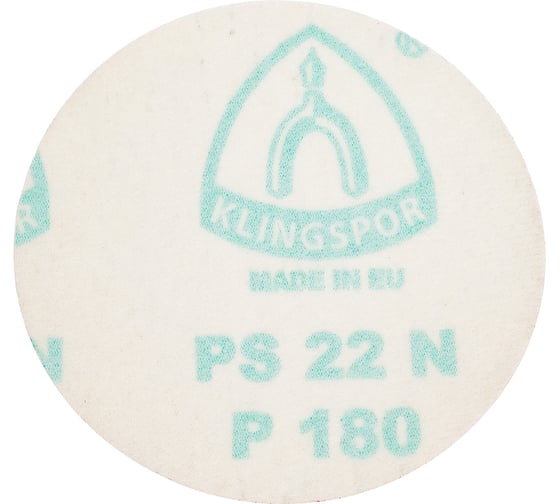 ®
KLINGSPOR
R
MADE IN EU
PS 22 N
N
P 180